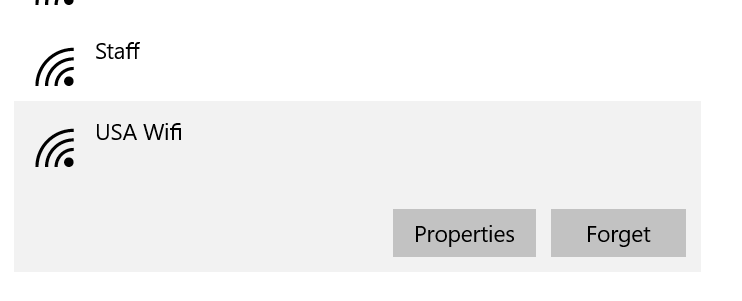 Staff
USA Wifi
Properties Forget